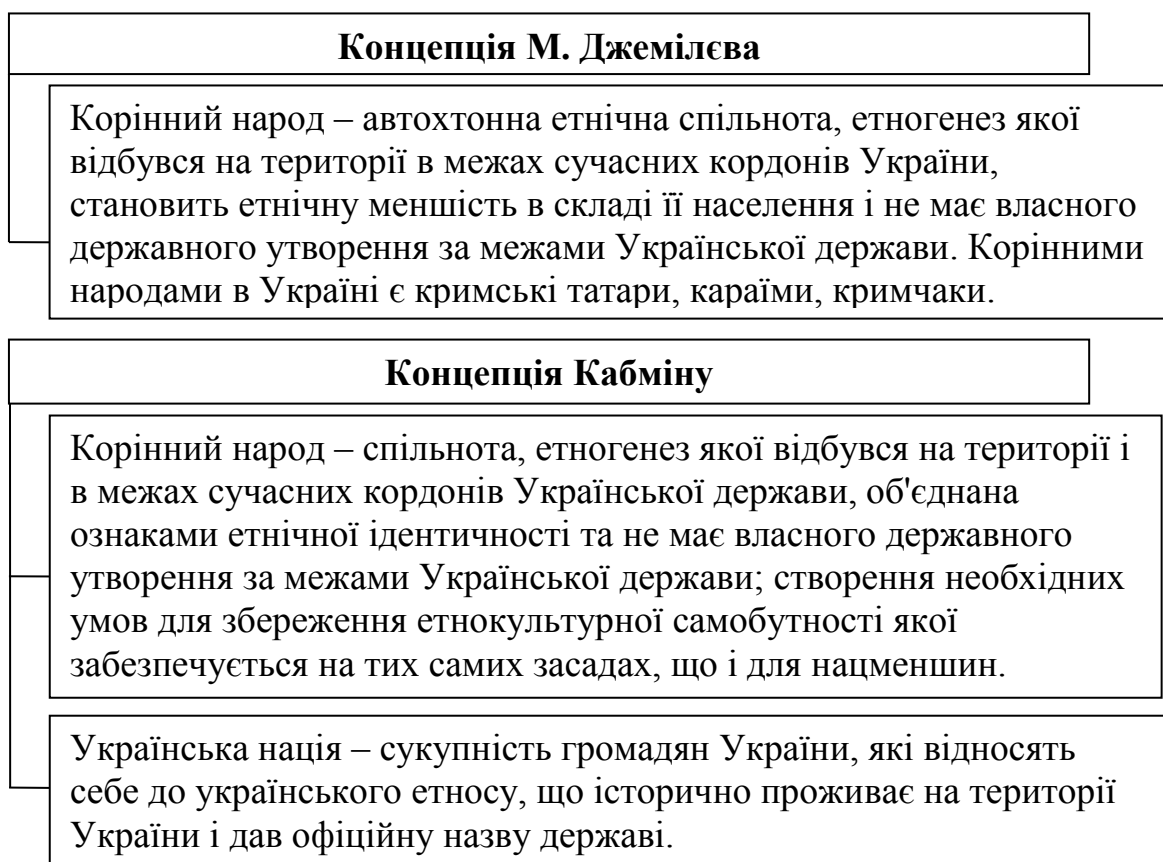 Концепція М. Джемілєва
Корінний народ – автохтонна етнічна спільнота, етногенез якої
відбувся на території в межах сучасних кордонів України,
становить етнічну меншість в складі її населення і не має власного
державного утворення за межами Української держави. Корінними
народами в Україні є кримські татари, караїми, кримчаки.
Концепція Кабміну
Корінний народ – спільнота, етногенез якої відбувся на території і
в межах сучасних кордонів Української держави, об'єднана
ознаками етнічної ідентичності та не має власного державного
утворення за межами Української держави; створення необхідних
умов для збереження етнокультурної самобутності якої
забезпечується на тих самих засадах, що і для нацменшин.
Українська нація – сукупність громадян України, які відносять
себе до українського етносу, що історично проживає на території
України і дав офіційну назву державі.